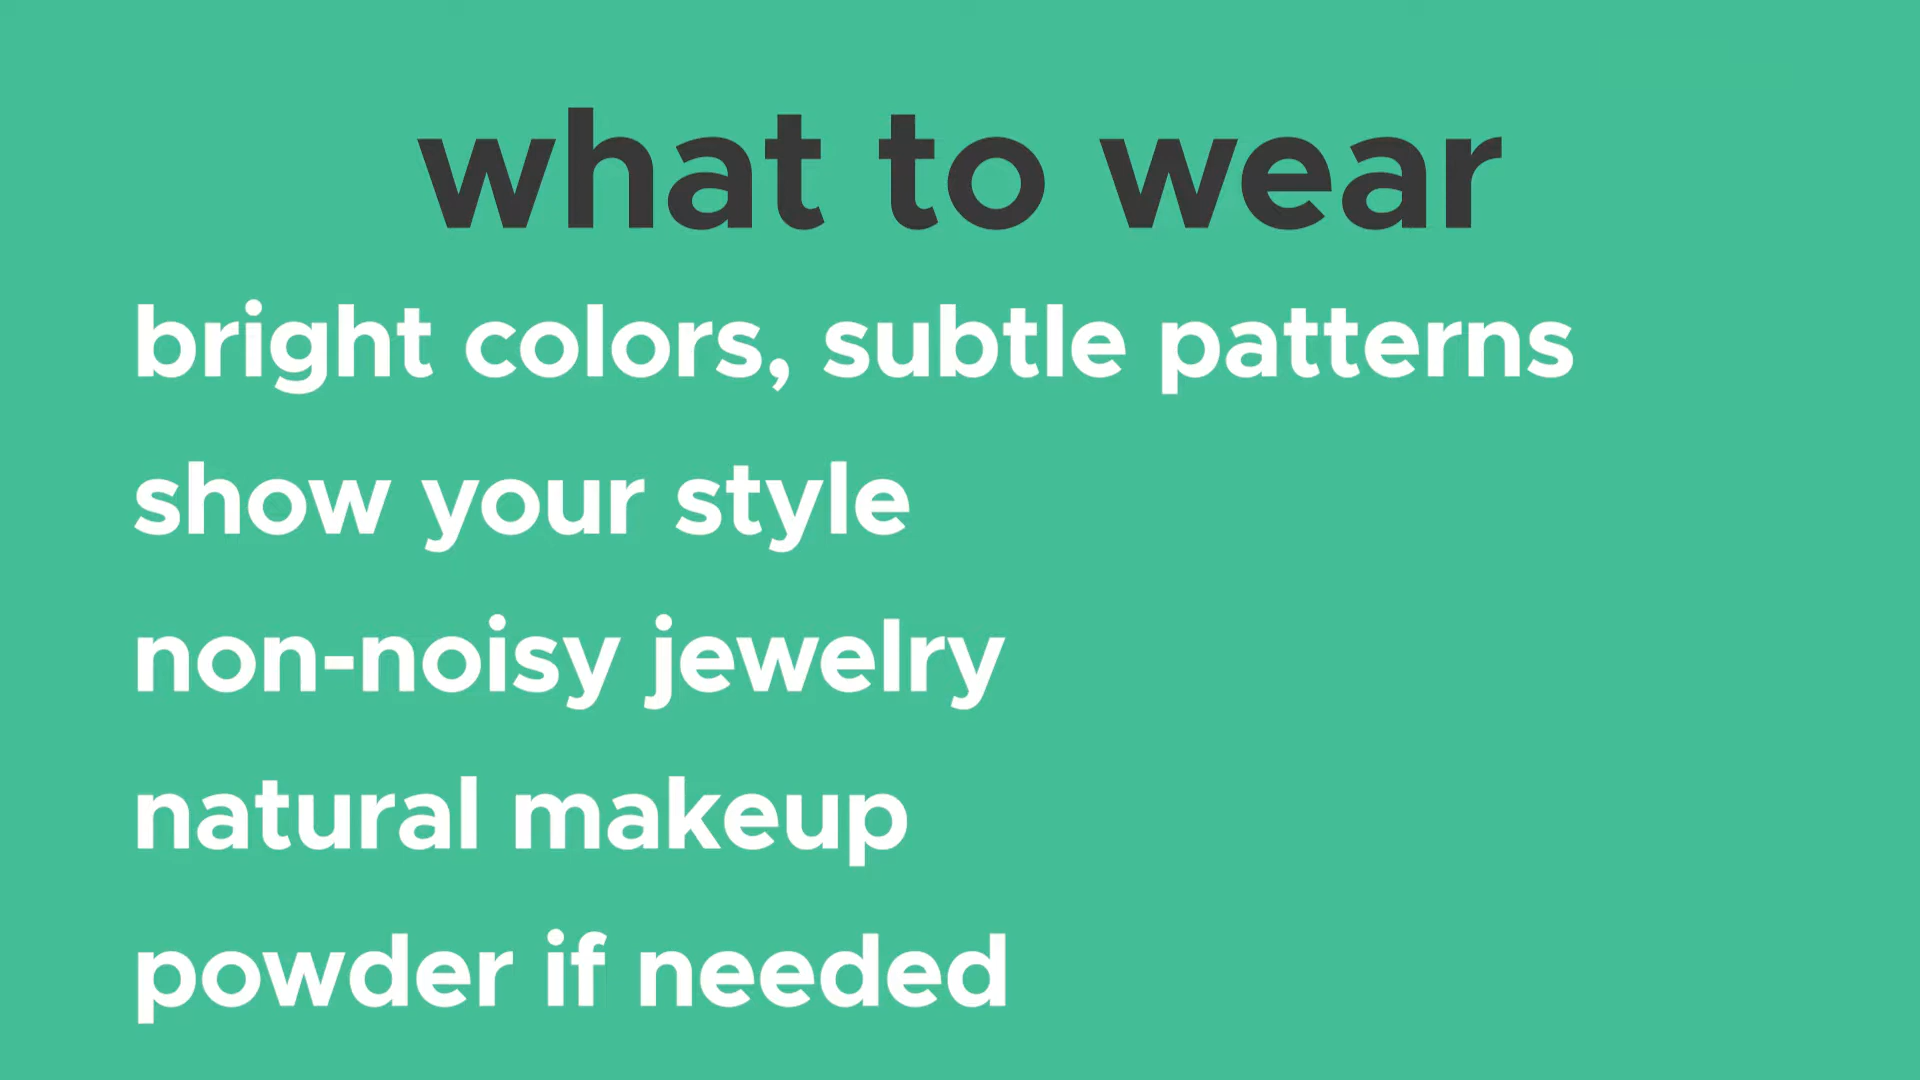 what to wear
bright colors, subtle patterns
show your style
non-noisy jewelry
natural makeup
powder if needed